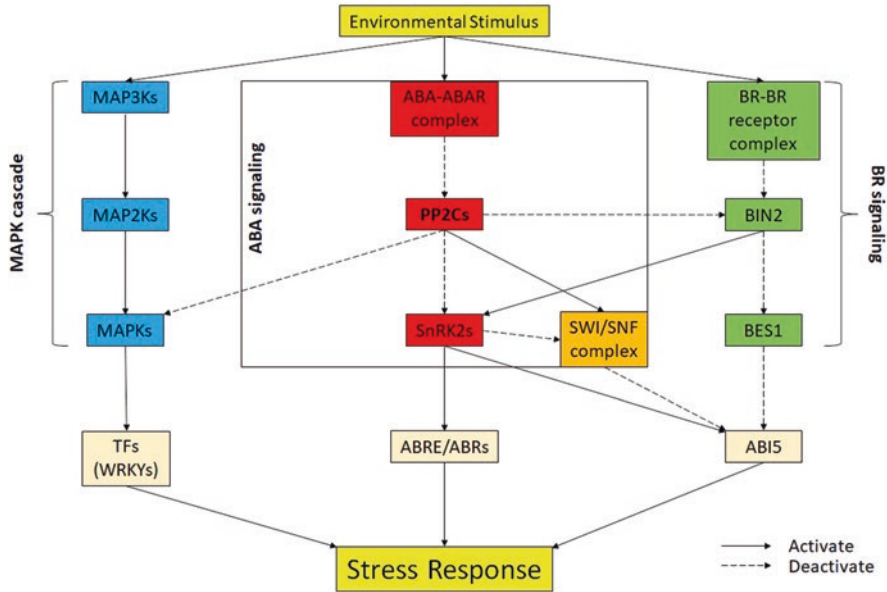 Environmental Stimulus
MAP3Ks
ABA-ABAR
complex
BR-BR
receptor
complex
MAPK cascade
ABA signaling
BR signaling
MAP2Ks
PP2Cs
BIN2
MAPKs
SnRK2s
SWI/SNF
complex
BES1
TFs
(WRKYs)
ABRE/ABRs
ABI5
Stress Response
Activate
Deactivate